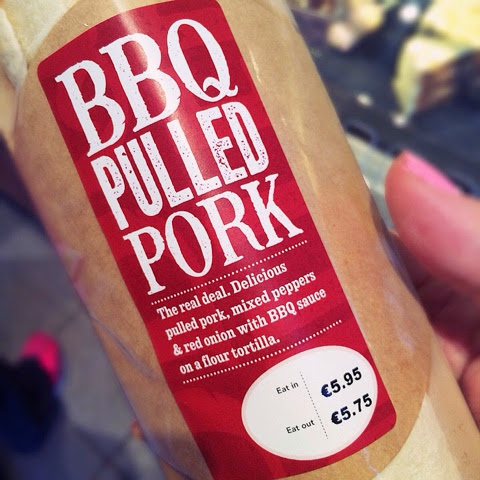 BBQ
PULLED
PORK
The real deal. Delicious
pulled pork, mixed peppers
& red onion with BBQ sauce
on a flour tortilla.
Eat in €5.95
Eat out €5.75